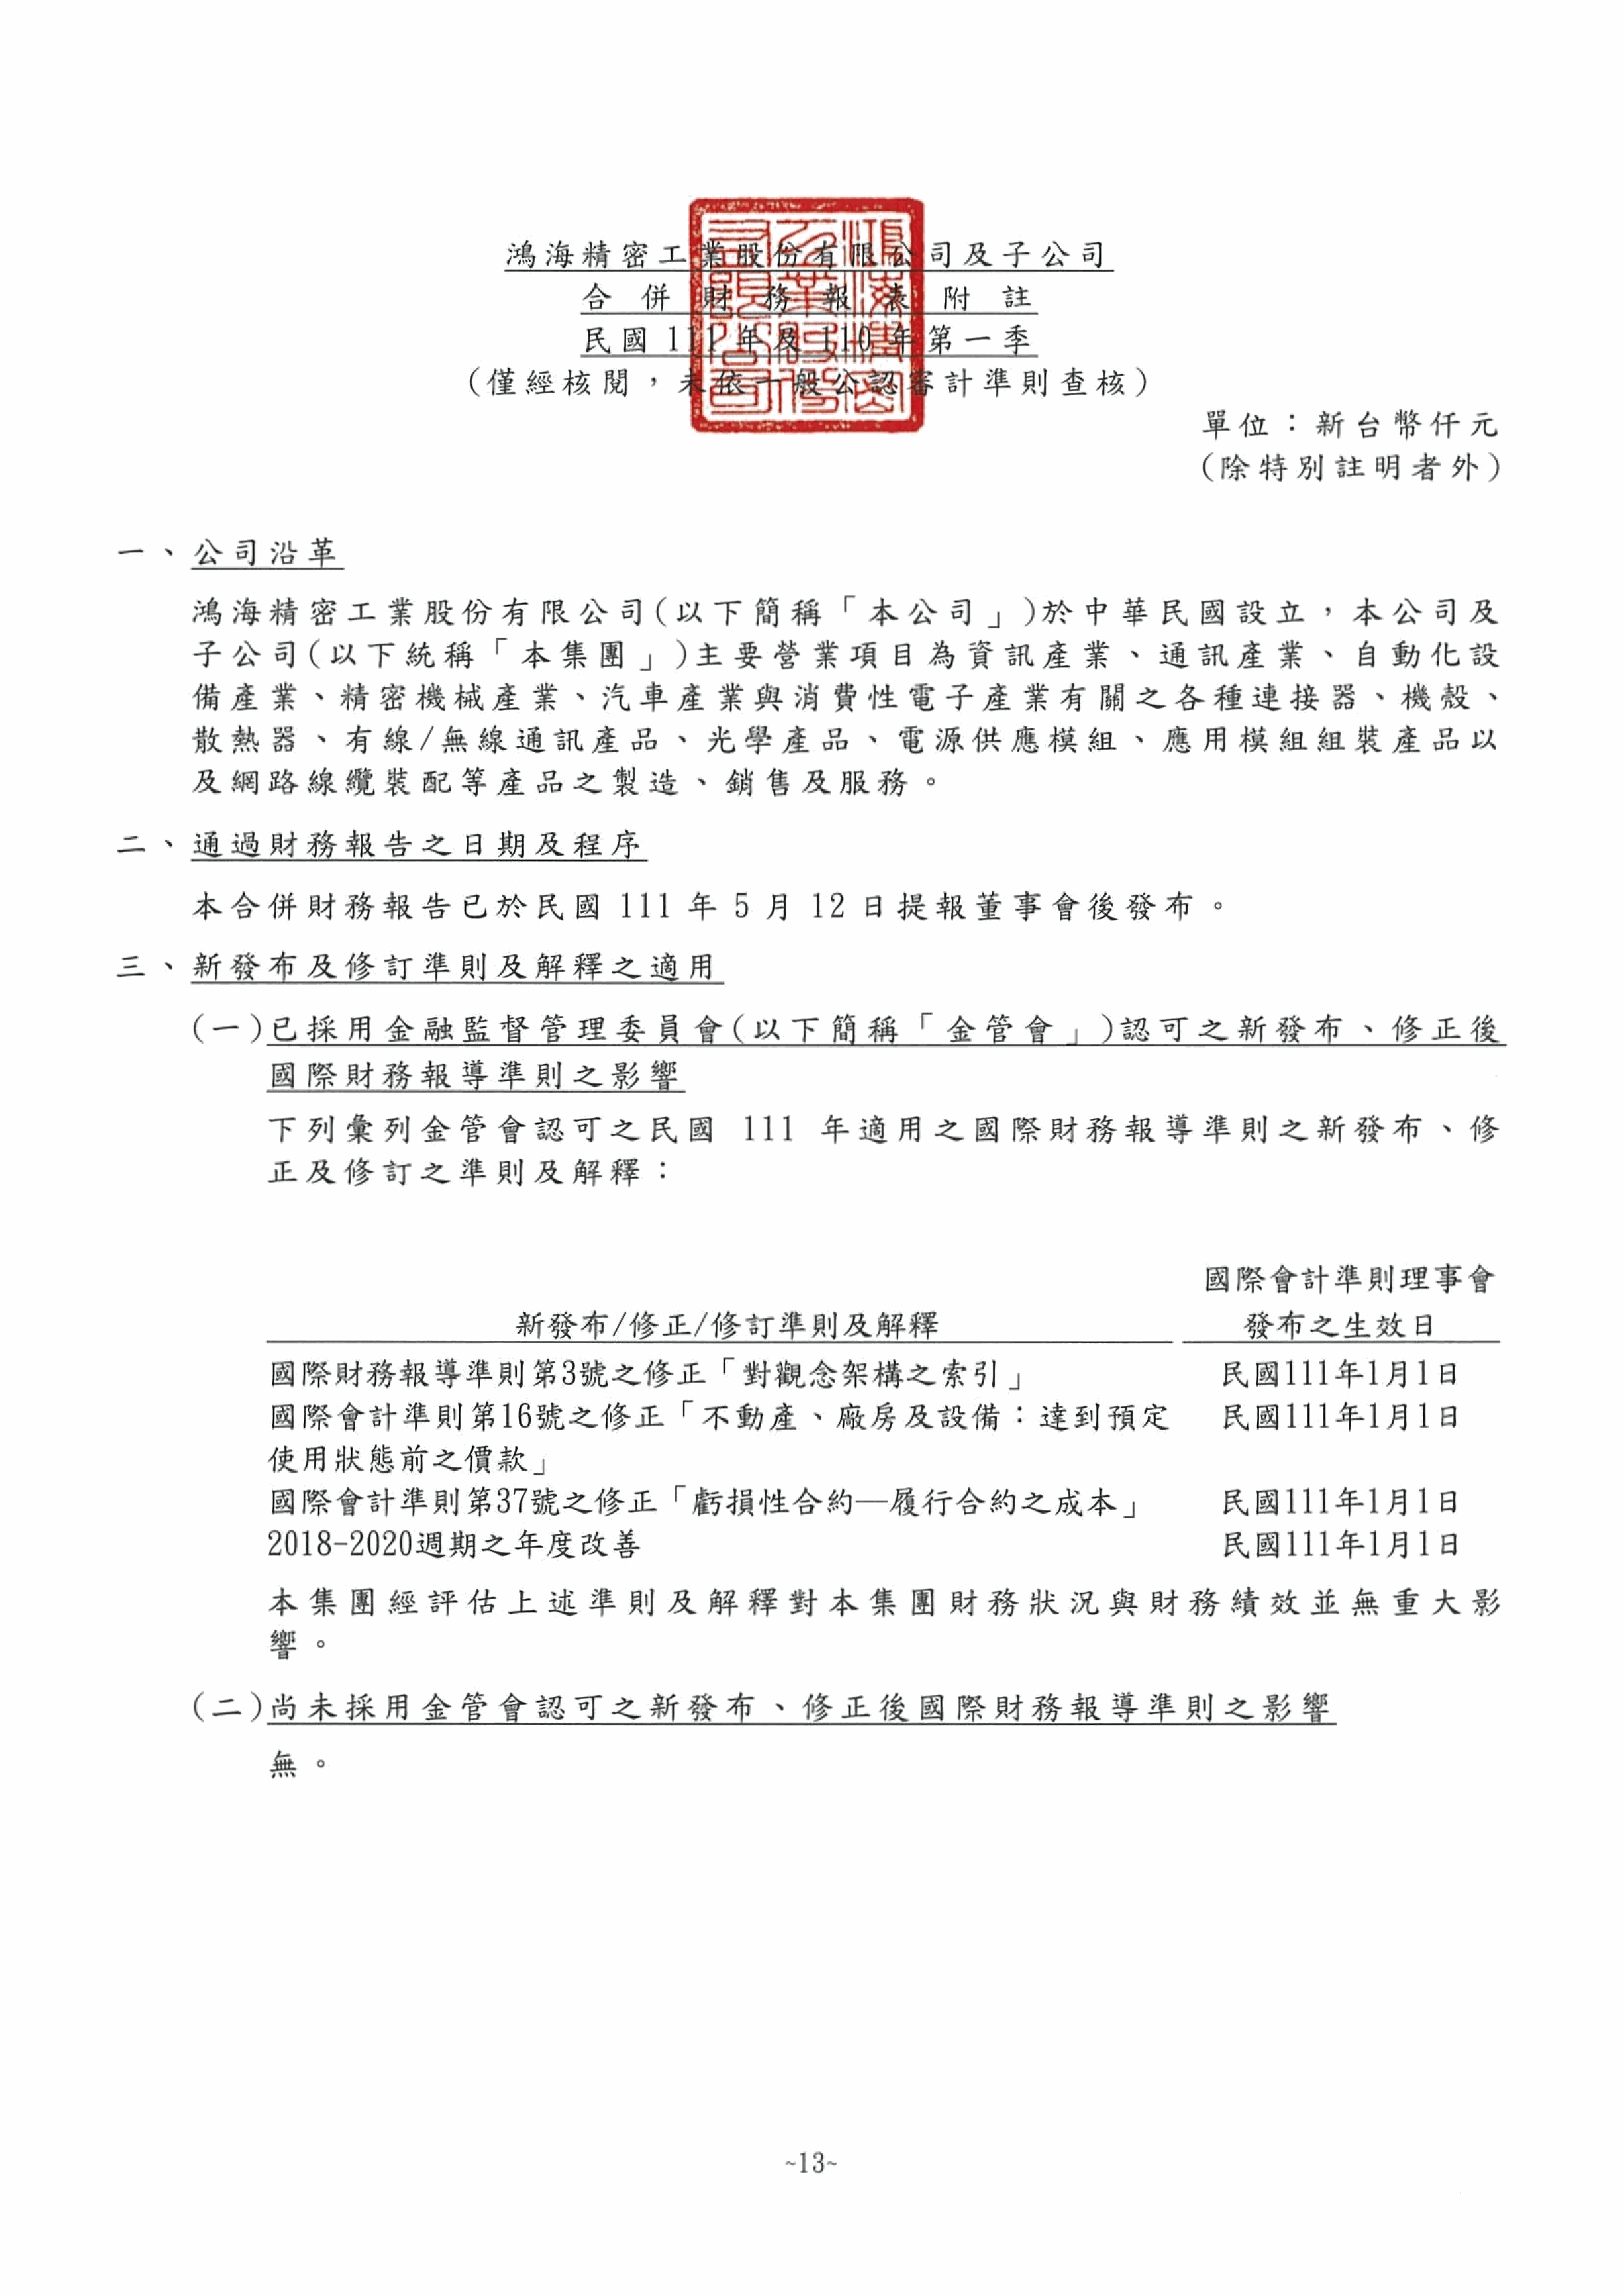 鴻海精密工業股份有限公司及子公司
合併財務報表附註
民國 111 年及 110 年第一季
(僅經核閱，未依一般公認審計準則查核)
單位：新台幣仟元
(除特別註明者外)
一、公司沿革
鴻海精密工業股份有限公司(以下簡稱「本公司」)於中華民國設立，本公司及
子公司(以下統稱「本集團」)主要營業項目為資訊產業、通訊產業、自動化設
備產業、精密機械產業、汽車產業與消費性電子產業有關之各種連接器、機殼、
散熱器、有線/無線通訊產品、光學產品、電源供應模組、應用模組組裝產品以
及網路線纜裝配等產品之製造、銷售及服務。
二、通過財務報告之日期及程序
本合併財務報告已於民國 111 年 5 月 12 日提報董事會後發布。
三、新發布及修訂準則及解釋之適用
(一)已採用金融監督管理委員會(以下簡稱「金管會」)認可之新發布、修正後
國際財務報導準則之影響
下列彙列金管會認可之民國 111 年適用之國際財務報導準則之新發布、修
正及修訂之準則及解釋：
國際會計準則理事會
新發布/修正/修訂準則及解釋 發布之生效日
國際財務報導準則第3號之修正「對觀念架構之索引」 民國111年1月1日
國際會計準則第16號之修正「不動產、廠房及設備：達到預定 民國111年1月1日
使用狀態前之價款」
國際會計準則第37號之修正「虧損性合約—履行合約之成本」 民國111年1月1日
2018-2020週期之年度改善 民國111年1月1日
本集團經評估上述準則及解釋對本集團財務狀況與財務績效並無重大影
響。
(二)尚未採用金管會認可之新發布、修正後國際財務報導準則之影響
無。
~13~